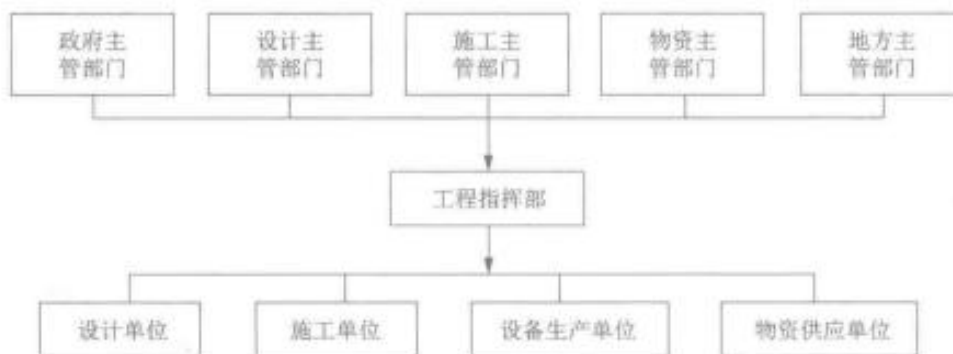 政府主
管部门
设计主
管部门
施工主
管部门
物资主
管部门
地方主
管部门
工程指挥部
设计单位
施工单位
设备生产单位
物资供应单位